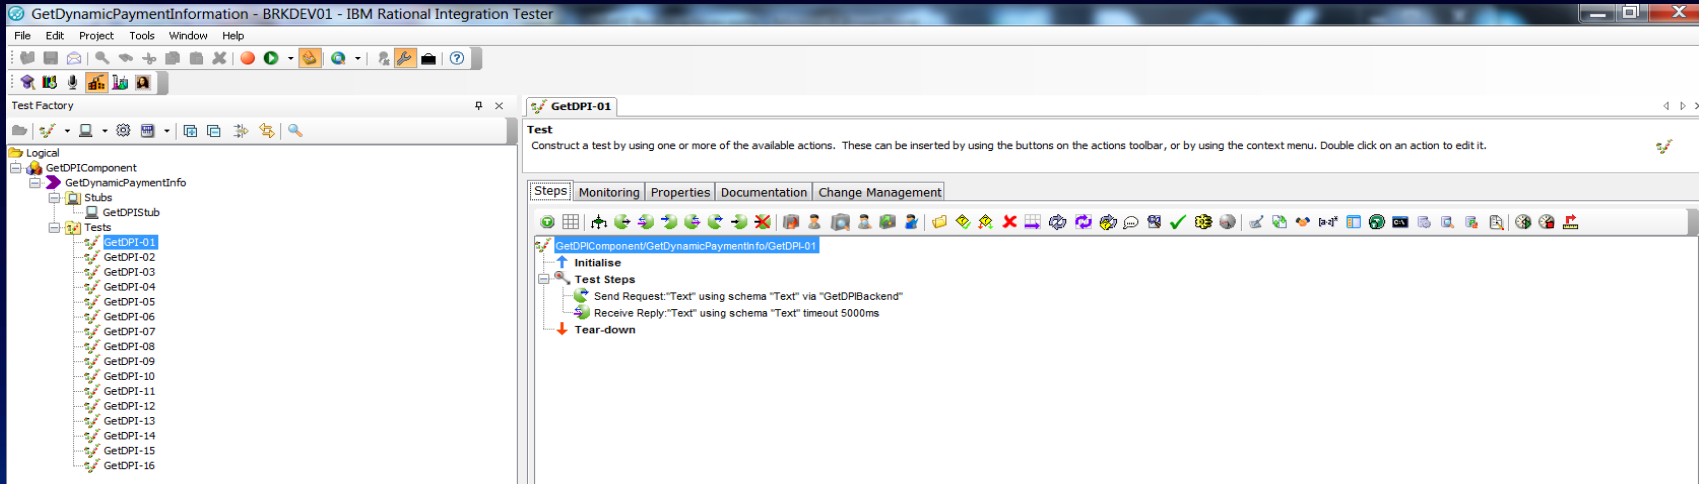 GetDynamicPaymentInformation - BRKDEV01 - IBM Rational Integration Tester
File Edit Project Tools Window Help
Test Factory
Logical
GetDPIComponent
GetDynamicPaymentInfo
Stubs
GetDPIStub
Tests
GetDPI-01
GetDPI-02
GetDPI-03
GetDPI-04
GetDPI-05
GetDPI-06
GetDPI-07
GetDPI-08
GetDPI-09
GetDPI-10
GetDPI-11
GetDPI-12
GetDPI-13
GetDPI-14
GetDPI-15
GetDPI-16
GetDPI-01
Test
Construct a test by using one or more of the available actions. These can be inserted by using the buttons on the actions toolbar, or by using the context menu. Double click on an action to edit it.
Steps Monitoring Properties Documentation Change Management
GetDPIComponent/GetDynamicPaymentInfo/GetDPI-01
Initialise
Test Steps
Send Request:"Text" using schema "Text" via "GetDPIBackend"
Receive Reply:"Text" using schema "Text" timeout 5000ms
Tear-down